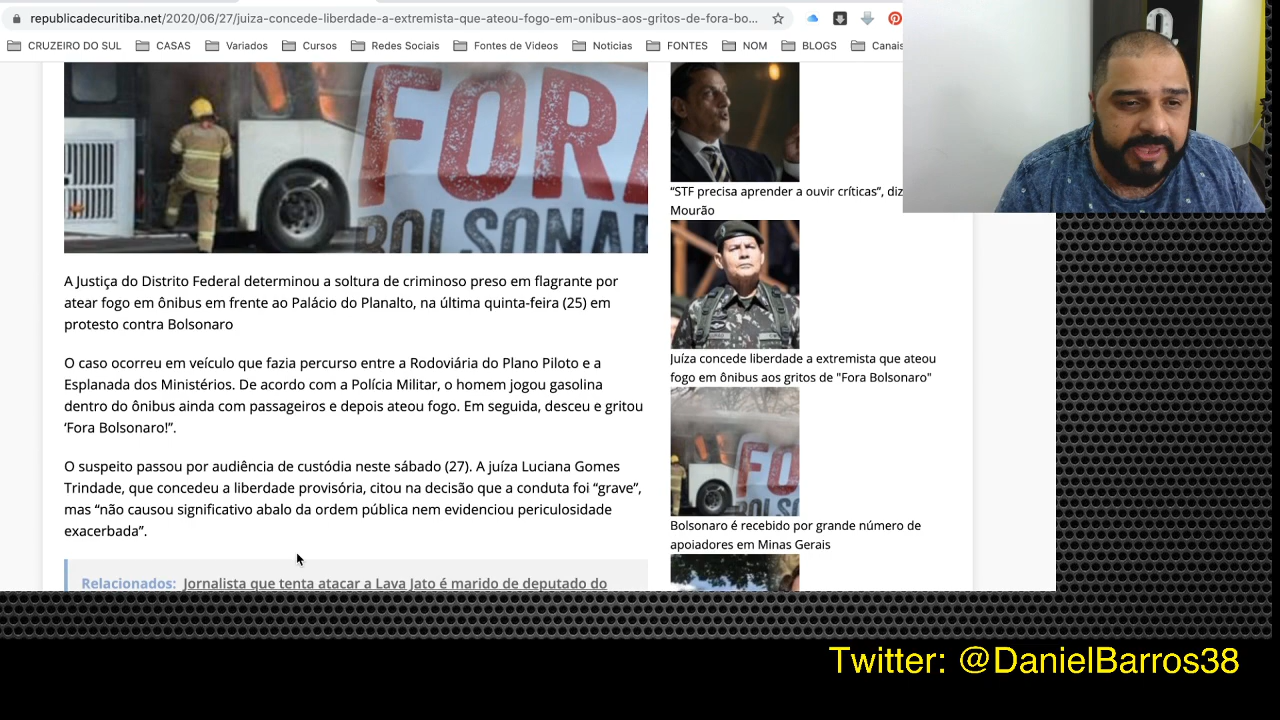 republicadecuritiba.net/2020/06/27/juiza-concede-liberdade-a-extremista-que-ateou-fogo-em-onibus-aos-gritos-de-fora-bo...
CRUZEIRO DO SUL CASAS Variados Cursos Redes Sociais Fontes de Videos Noticias FONTES NOM BLOGS Canais
Q
FORA
BOLSONAR
A Justiça do Distrito Federal determinou a soltura de criminoso preso em flagrante por
atear fogo em ônibus em frente ao Palácio do Planalto, na última quinta-feira (25) em
protesto contra Bolsonaro
O caso ocorreu em veículo que fazia percurso entre a Rodoviária do Plano Piloto e a
Esplanada dos Ministérios. De acordo com a Polícia Militar, o homem jogou gasolina
dentro do ônibus ainda com passageiros e depois ateou fogo. Em seguida, desceu e gritou
‘Fora Bolsonaro!”.
O suspeito passou por audiência de custódia neste sábado (27). A juíza Luciana Gomes
Trindade, que concedeu a liberdade provisória, citou na decisão que a conduta foi “grave”,
mas “não causou significativo abalo da ordem pública nem evidenciou periculosidade
exacerbada”.
Relacionados: Jornalista que tenta atacar a Lava Jato é marido de deputado do
“STF precisa aprender a ouvir críticas”, diz
Mourão
Juíza concede liberdade a extremista que ateou
fogo em ônibus aos gritos de "Fora Bolsonaro"
FO
BOLS
Bolsonaro é recebido por grande número de
apoiadores em Minas Gerais
Twitter: @DanielBarros38